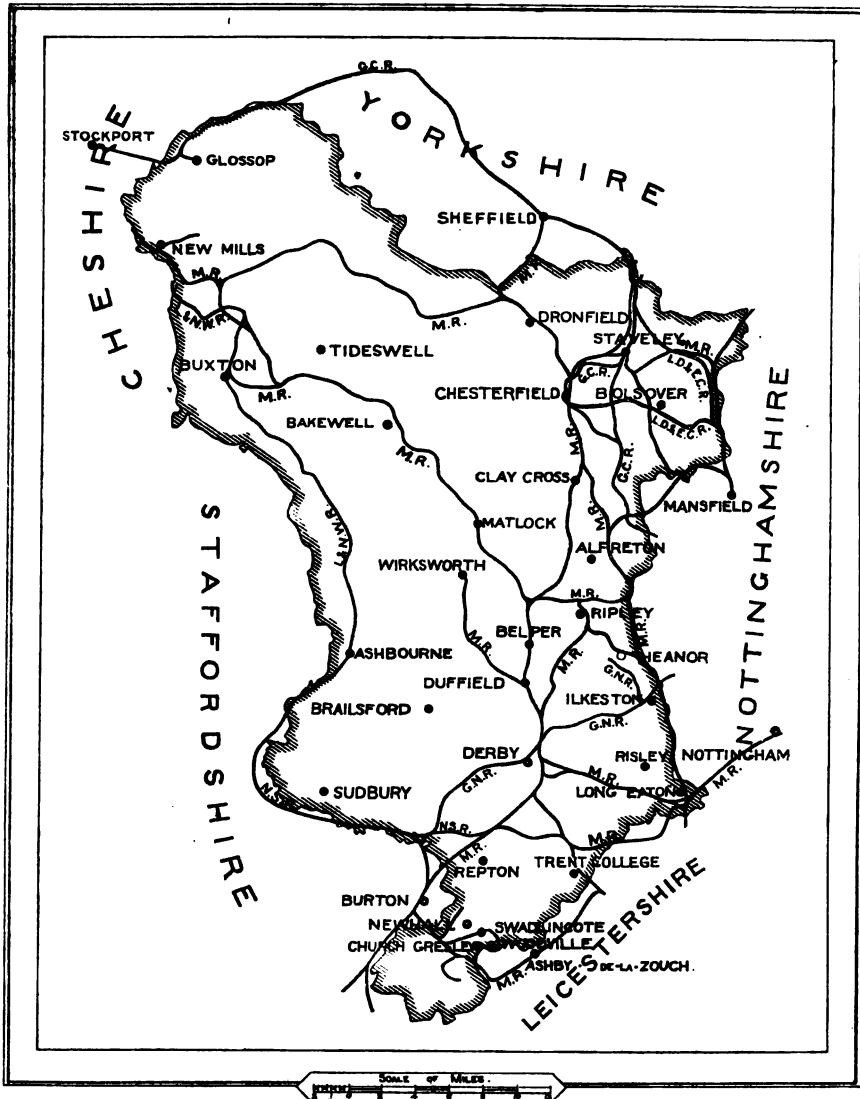 G.C.R.
YORKSHIRE
CHESHIRE
STOCKPORT
GLOSSOP
SHEFFIELD
NEW MILLS
M.R.
M.R.
L&N.W.R.
M.R.
DRONFIELD
STAVELEY
TIDESWELL
M.R.
L.D.&E.C.R.
BUXTON
G.C.R.
M.R.
CHESTERFIELD
BOLSOVER
L.D.&E.C.R.
BAKEWELL
M.R.
M.R.
G.C.R.
CLAY CROSS
MANSFIELD
NOTTINGHAMSHIRE
STAFFORDSHIRE
L&N.W.R.
M.R.
MATLOCK
ALFRETON
WIRKSWORTH
M.R.
RIPLEY
BELPER
M.R.
M.R.
M.R.
HEANOR
ASHBOURNE
G.N.R.
DUFFIELD
ILKESTON
BRAILSFORD
G.N.R.
DERBY
RISLEY
NOTTINGHAM
M.R.
M.R.
G.N.R.
SUDBURY
LONG EATON
N.S.R.
N.S.R.
M.R.
M.R.
REPTON
TRENT COLLEGE
BURTON
NEWHALL
SWADLINCOTE
CHURCH GRESLEY
WOODVILLE
ASHBY-DE-LA-ZOUCH.
M.R.
LEICESTERSHIRE
SCALE OF MILES.